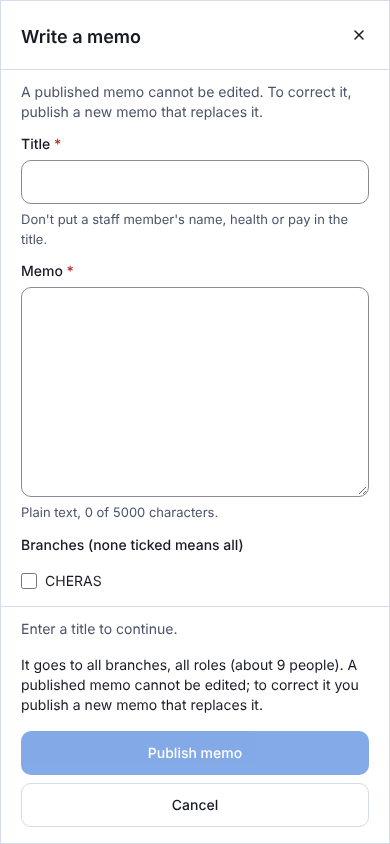 Write a memo
A published memo cannot be edited. To correct it,
publish a new memo that replaces it.
Title *
Don't put a staff member's name, health or pay in the
title.
Memo *
Plain text, 0 of 5000 characters.
Branches (none ticked means all)
CHERAS
Enter a title to continue.
It goes to all branches, all roles (about 9 people). A
published memo cannot be edited; to correct it you
publish a new memo that replaces it.
Publish memo
Cancel